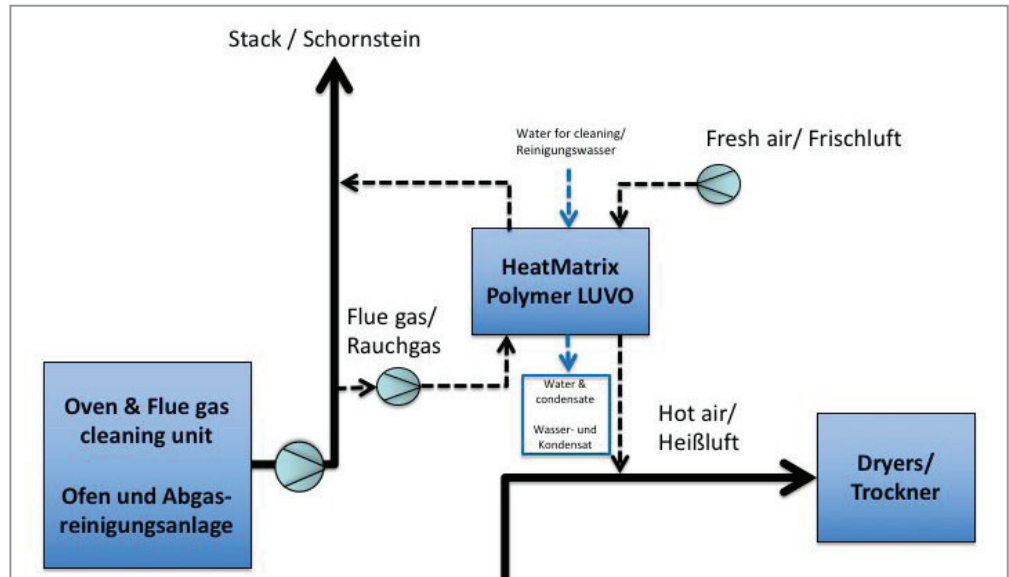 Stack / Schornstein
Water for cleaning/
Reinigungswasser
Fresh air/ Frischluft
HeatMatrix
Polymer LUVO
Flue gas/
Rauchgas
Oven & Flue gas
cleaning unit
Ofen und Abgas-
reinigungsanlage
Water &
condensate
Wasser- und
Kondensat
Hot air/
Heißluft
Dryers/
Trockner